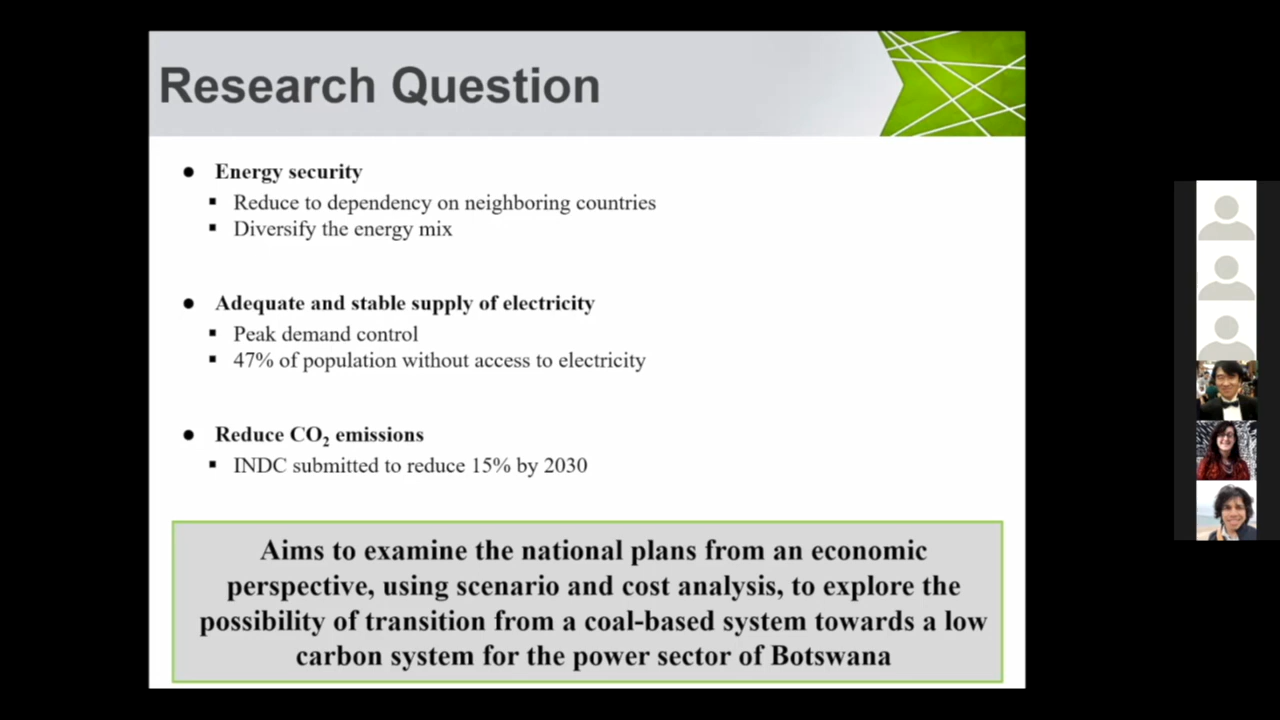 Research Question
● Energy security
▪ Reduce to dependency on neighboring countries
▪ Diversify the energy mix
● Adequate and stable supply of electricity
▪ Peak demand control
▪ 47% of population without access to electricity
● Reduce CO₂ emissions
▪ INDC submitted to reduce 15% by 2030
Aims to examine the national plans from an economic
perspective, using scenario and cost analysis, to explore the
possibility of transition from a coal-based system towards a low
carbon system for the power sector of Botswana